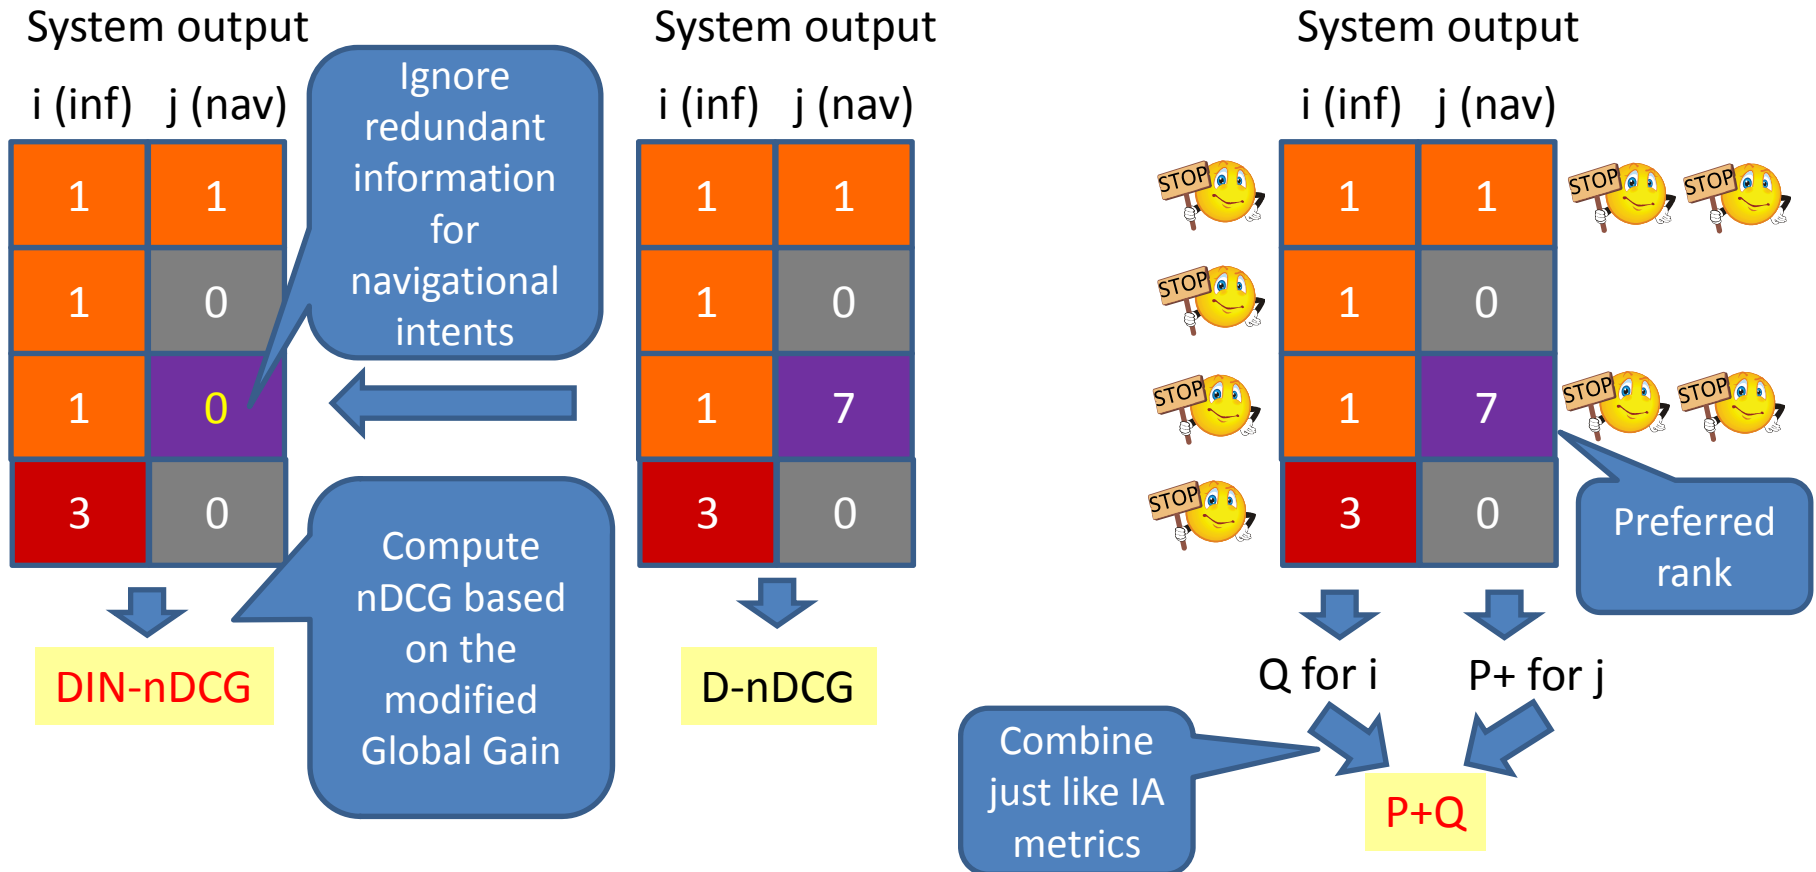 System output
i (inf) j (nav)
1 1
1 0
1 0
3 0
DIN-nDCG
Ignore
redundant
information
for
navigational
intents
Compute
nDCG based
on the
modified
Global Gain
System output
i (inf) j (nav)
1 1
1 0
1 7
3 0
D-nDCG
System output
i (inf) j (nav)
STOP 1 1 STOP STOP
STOP 1 0
STOP 1 7 STOP STOP
STOP 3 0
Preferred
rank
Q for i P+ for j
Combine
just like IA
metrics
P+Q